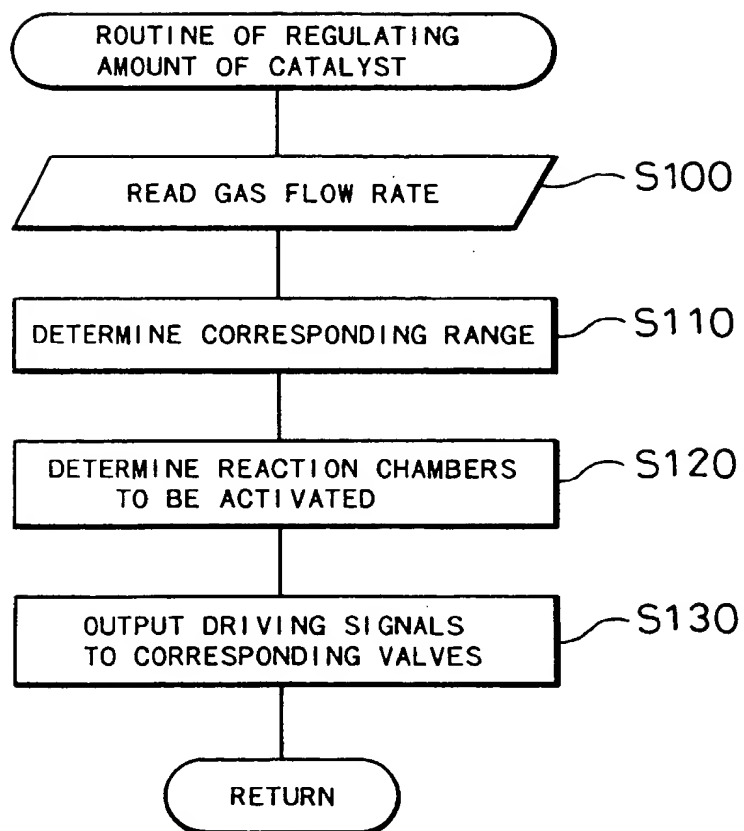 ROUTINE OF REGULATING
AMOUNT OF CATALYST
READ GAS FLOW RATE
S100
DETERMINE CORRESPONDING RANGE
S110
DETERMINE REACTION CHAMBERS
TO BE ACTIVATED
S120
OUTPUT DRIVING SIGNALS
TO CORRESPONDING VALVES
S130
RETURN